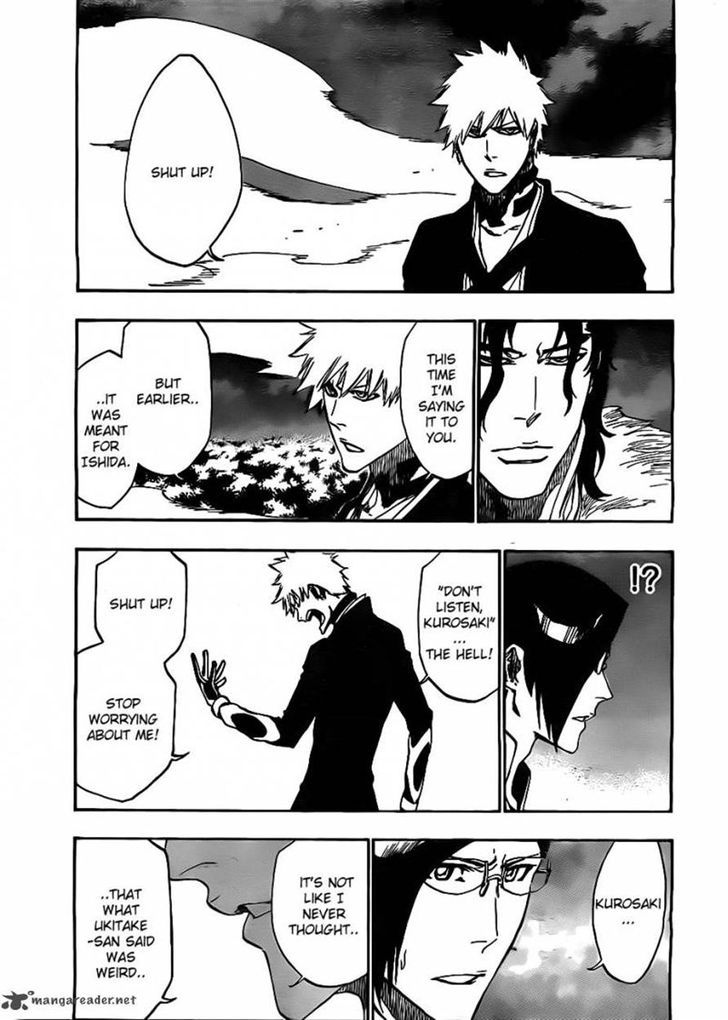 SHUT UP!
THIS
TIME
I'M
SAYING
IT TO
YOU.
BUT
EARLIER..
..IT
WAS
MEANT
FOR
ISHIDA.
!?
"DON'T
LISTEN,
KUROSAKI"
...
THE HELL!
SHUT UP!
STOP
WORRYING
ABOUT ME!
KUROSAKI
...
IT'S NOT
LIKE I
NEVER
THOUGHT..
..THAT
WHAT
UKITAKE
-SAN SAID
WAS
WEIRD..
mangareader.net